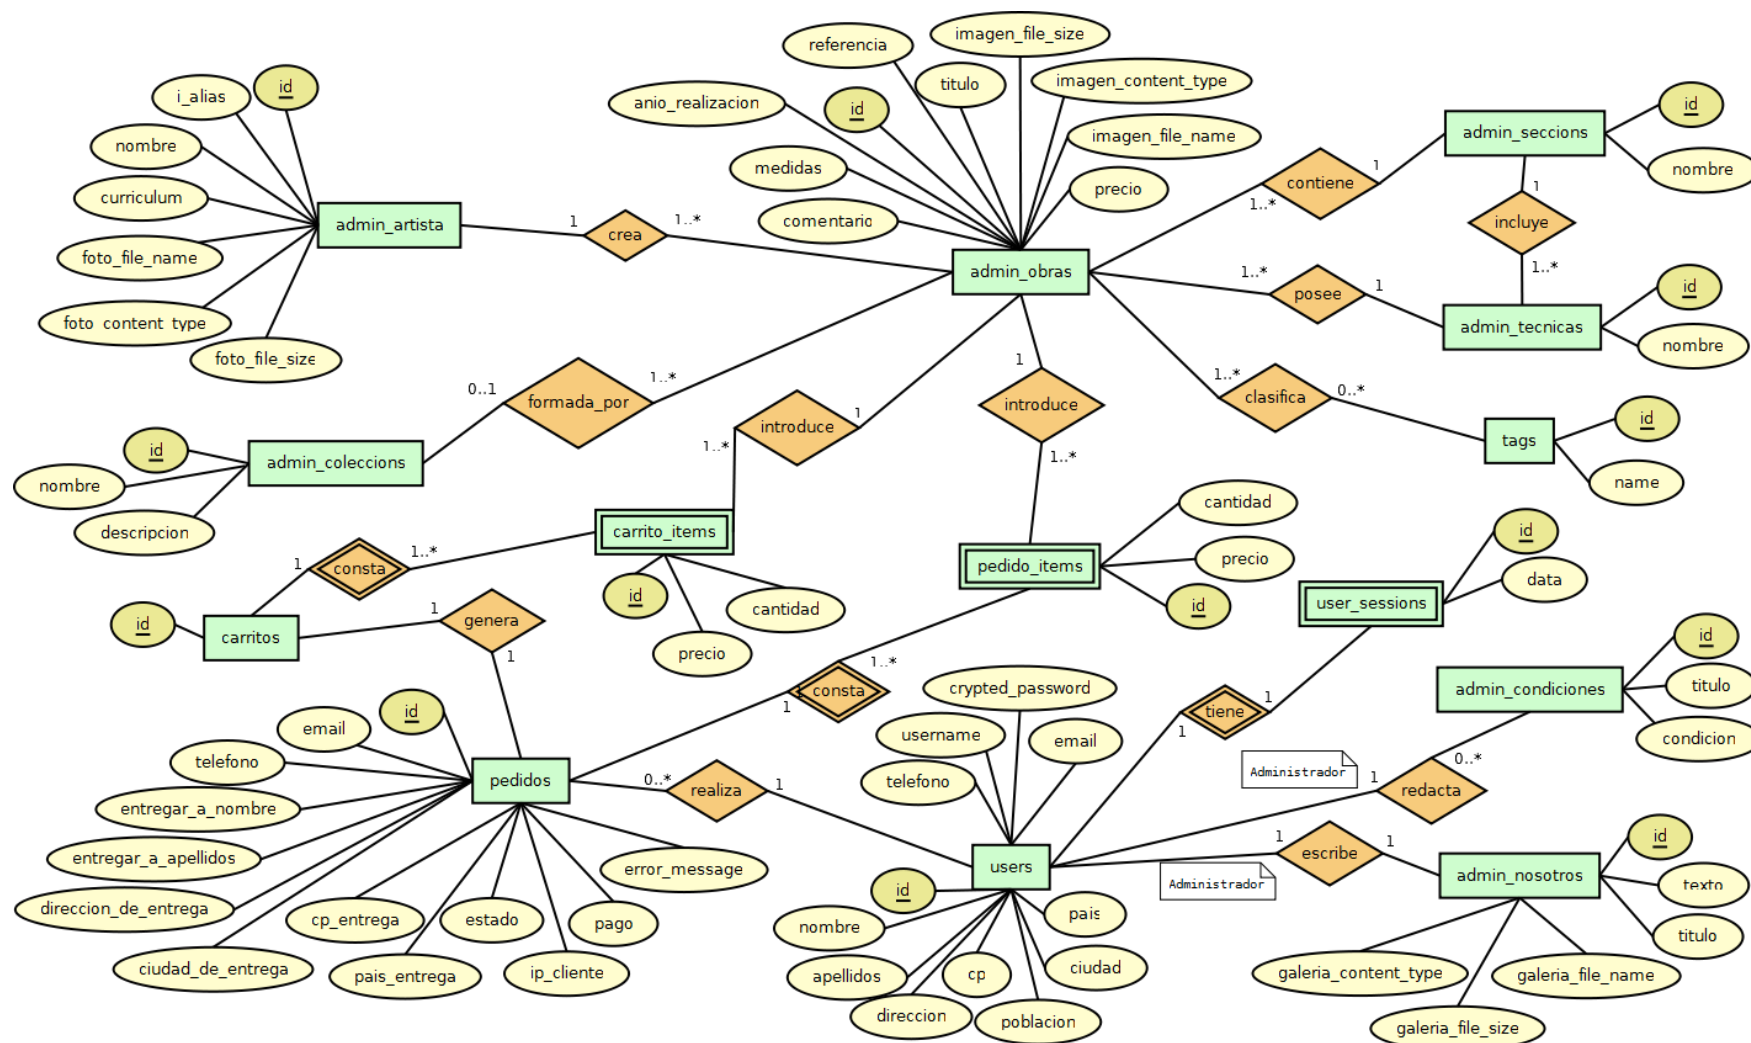 referencia
imagen_file_size
id
i_alias
titulo
imagen_content_type
anio_realizacion
id
id
admin_seccions
nombre
imagen_file_name
medidas
contiene
1
nombre
curriculum
precio
1..*
1
admin_artista
1
crea
1..*
comentario
incluye
foto_file_name
admin_obras
1..*
posee
1
1..*
id
foto_content_type
admin_tecnicas
nombre
foto_file_size
1
0..1
formada_por
1..*
introduce
1
introduce
1..*
clasifica
0..*
id
tags
id
admin_coleccions
1..*
1..*
nombre
name
descripcion
cantidad
carrito_items
id
1
consta
1..*
pedido_items
precio
data
id
cantidad
id
user_sessions
id
carritos
1
genera
1
precio
id
1..*
consta
1
1
crypted_password
admin_condiciones
titulo
id
email
username
email
1
tiene
1
condicion
telefono
pedidos
0..*
realiza
1
telefono
Administrador
1
0..*
redacta
entregar_a_nombre
entregar_a_apellidos
error_message
users
1
escribe
1
id
admin_nosotros
Administrador
texto
direccion_de_entrega
cp_entrega
estado
pago
id
nombre
pais
titulo
ciudad_de_entrega
pais_entrega
ip_cliente
apellidos
cp
ciudad
galeria_content_type
galeria_file_name
direccion
poblacion
galeria_file_size